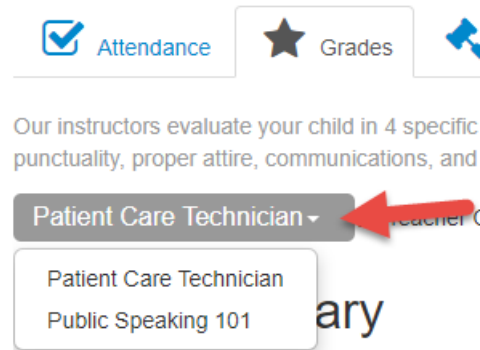 Attendance
Grades
Our instructors evaluate your child in 4 specific
punctuality, proper attire, communications, and
Patient Care Technician
Patient Care Technician
Public Speaking 101